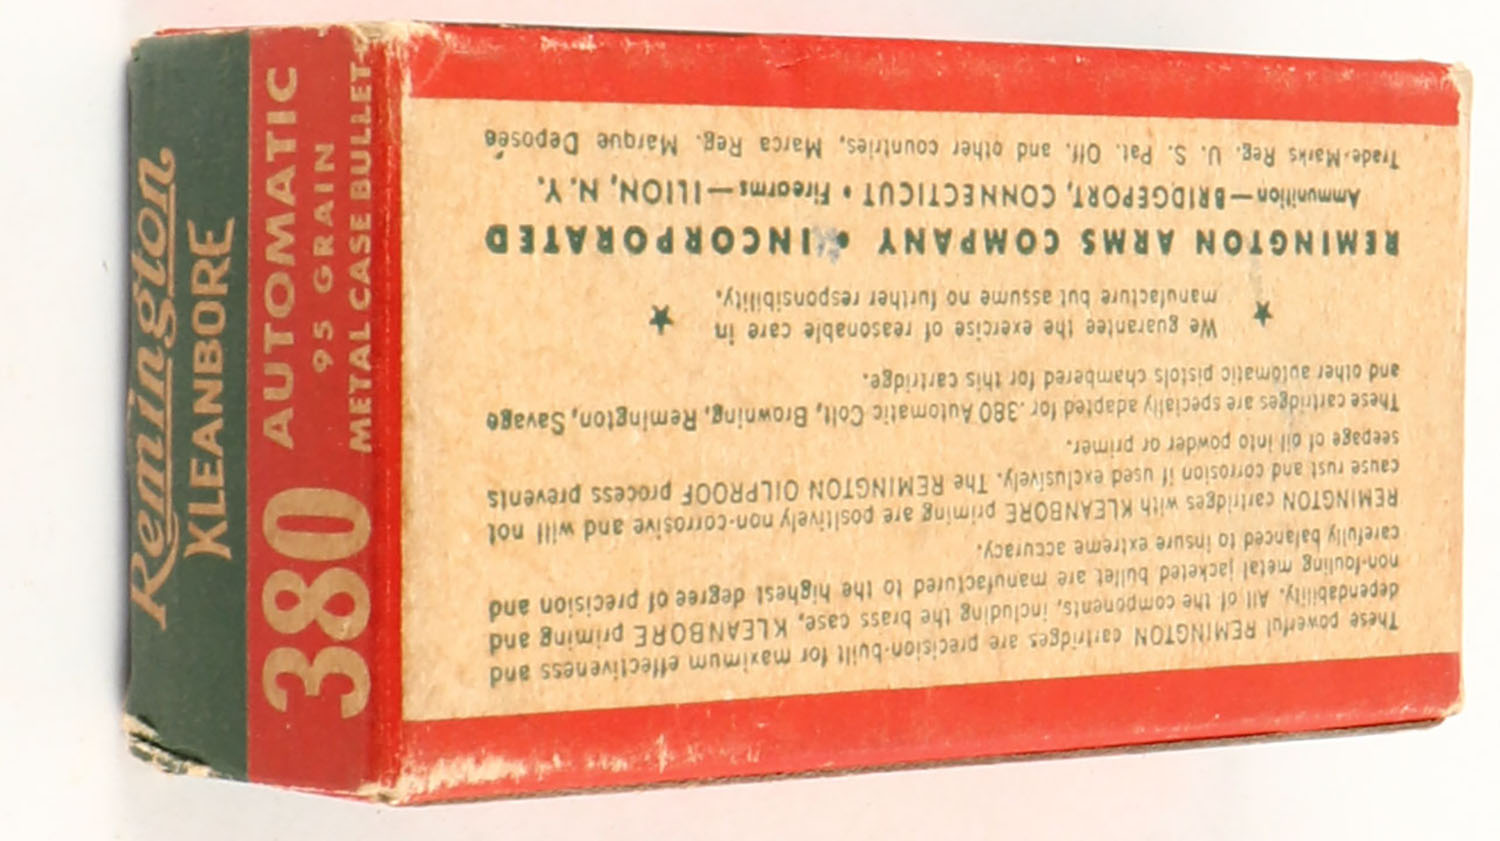 Remington
KLEANBORE
380 AUTOMATIC
95 GRAIN
METAL CASE BULLET
These powerful REMINGTON cartridges are precision-built for maximum effectiveness and
dependability. All of the components, including the brass case, KLEANBORE priming and
non-fouling metal jacketed bullet are manufactured to the highest degree of precision and
carefully balanced to insure extreme accuracy.
REMINGTON cartridges with KLEANBORE priming are positively non-corrosive and will not
cause rust and corrosion if used exclusively. The REMINGTON OILPROOF process prevents
seepage of oil into powder or primer.
These cartridges are specially adapted for .380 Automatic Colt, Browning, Remington, Savage
and other automatic pistols chambered for this cartridge.
We guarantee the exercise of reasonable care in
manufacture but assume no further responsibility.
REMINGTON ARMS COMPANY • INCORPORATED
Ammunition—BRIDGEPORT, CONNECTICUT • Firearms—ILION, N. Y.
Trade-Marks Reg. U. S. Pat. Off. and other countries, Marca Reg. Marque Deposée